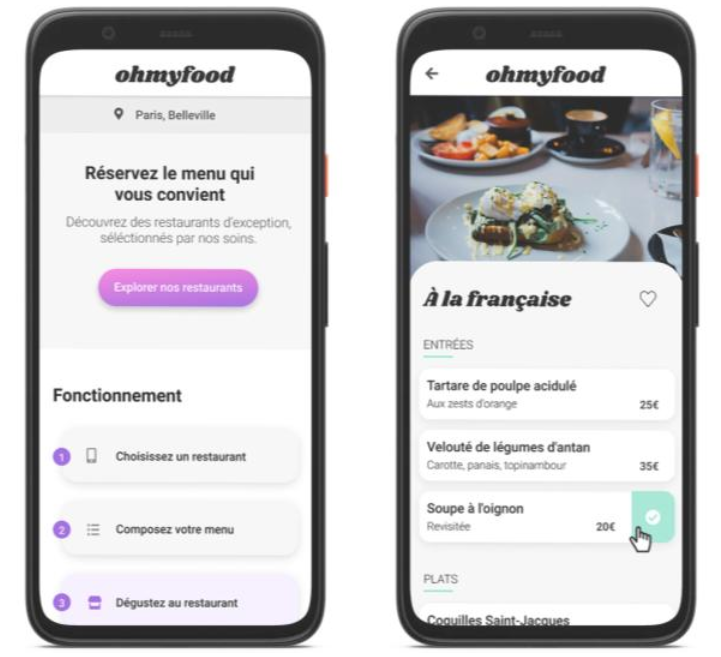 ohmyfood
Paris, Belleville
Réservez le menu qui
vous convient
Découvrez des restaurants d'exception,
séléctionnés par nos soins.
Explorer nos restaurants
Fonctionnement
1 Choisissez un restaurant
2 Composez votre menu
3 Dégustez au restaurant
ohmyfood
À la française
ENTRÉES
Tartare de poulpe acidulé
Aux zests d'orange 25€
Velouté de légumes d'antan
Carotte, panais, topinambour 35€
Soupe à l'oignon
Revisitée 20€
PLATS
Coquilles Saint-Jacques